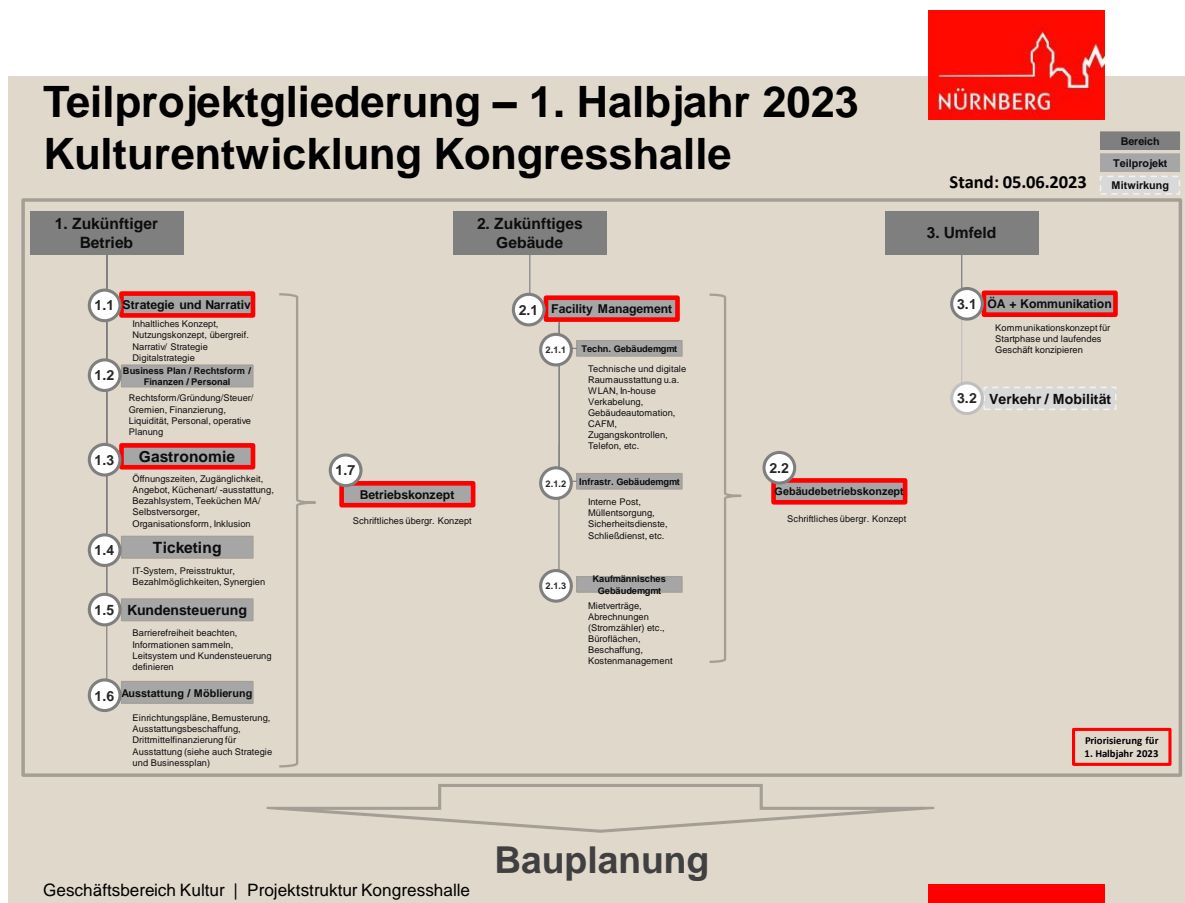 NÜRNBERG
Teilprojektgliederung – 1. Halbjahr 2023
Kulturentwicklung Kongresshalle
Stand: 05.06.2023
Bereich
Teilprojekt
Mitwirkung
1. Zukünftiger
Betrieb
1.1
Strategie und Narrativ
Inhaltliches Konzept,
Nutzungskonzept, übergreif.
Narrativ/ Strategie
Digitalstrategie
1.2
Business Plan / Rechtsform /
Finanzen / Personal
Rechtsform/Gründung/Steuer/
Gremien, Finanzierung,
Liquidität, Personal, operative
Planung
1.3
Gastronomie
Öffnungszeiten, Zugänglichkeit,
Angebot, Küchenart/ -ausstattung,
Bezahlsystem, Teeküchen MA/
Selbstversorger,
Organisationsform, Inklusion
1.4
Ticketing
IT-System, Preisstruktur,
Bezahlmöglichkeiten, Synergien
1.5
Kundensteuerung
Barrierefreiheit beachten,
Informationen sammeln,
Leitsystem und Kundensteuerung
definieren
1.6
Ausstattung / Möblierung
Einrichtungspläne, Bemusterung,
Ausstattungsbeschaffung,
Drittmittelfinanzierung für
Ausstattung (siehe auch Strategie
und Businessplan)
1.7
Betriebskonzept
Schriftliches übergr. Konzept
2. Zukünftiges
Gebäude
2.1
Facility Management
2.1.1
Techn. Gebäudemgmt
Technische und digitale
Raumausstattung u.a.
WLAN, In-house
Verkabelung,
Gebäudeautomation,
CAFM,
Zugangskontrollen,
Telefon, etc.
2.1.2
Infrastr. Gebäudemgmt
Interne Post,
Müllentsorgung,
Sicherheitsdienste,
Schließdienst, etc.
2.1.3
Kaufmännisches
Gebäudemgmt
Mietverträge,
Abrechnungen
(Stromzähler) etc.,
Büroflächen,
Beschaffung,
Kostenmanagement
2.2
Gebäudebetriebskonzept
Schriftliches übergr. Konzept
3. Umfeld
3.1
ÖA + Kommunikation
Kommunikationskonzept für
Startphase und laufendes
Geschäft konzipieren
3.2
Verkehr / Mobilität
Priorisierung für
1. Halbjahr 2023
Bauplanung
Geschäftsbereich Kultur | Projektstruktur Kongresshalle